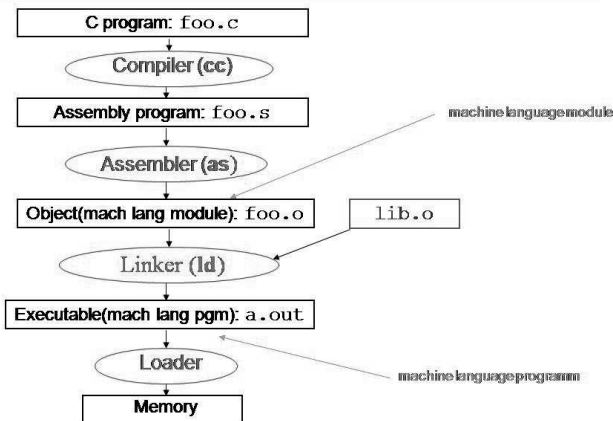 C program: foo.c
Compiler (cc)
Assembly program: foo.s
machine language module
Assembler (as)
Object(mach lang module): foo.o
lib.o
Linker (ld)
Executable(mach lang pgm): a.out
Loader
machine language programm
Memory